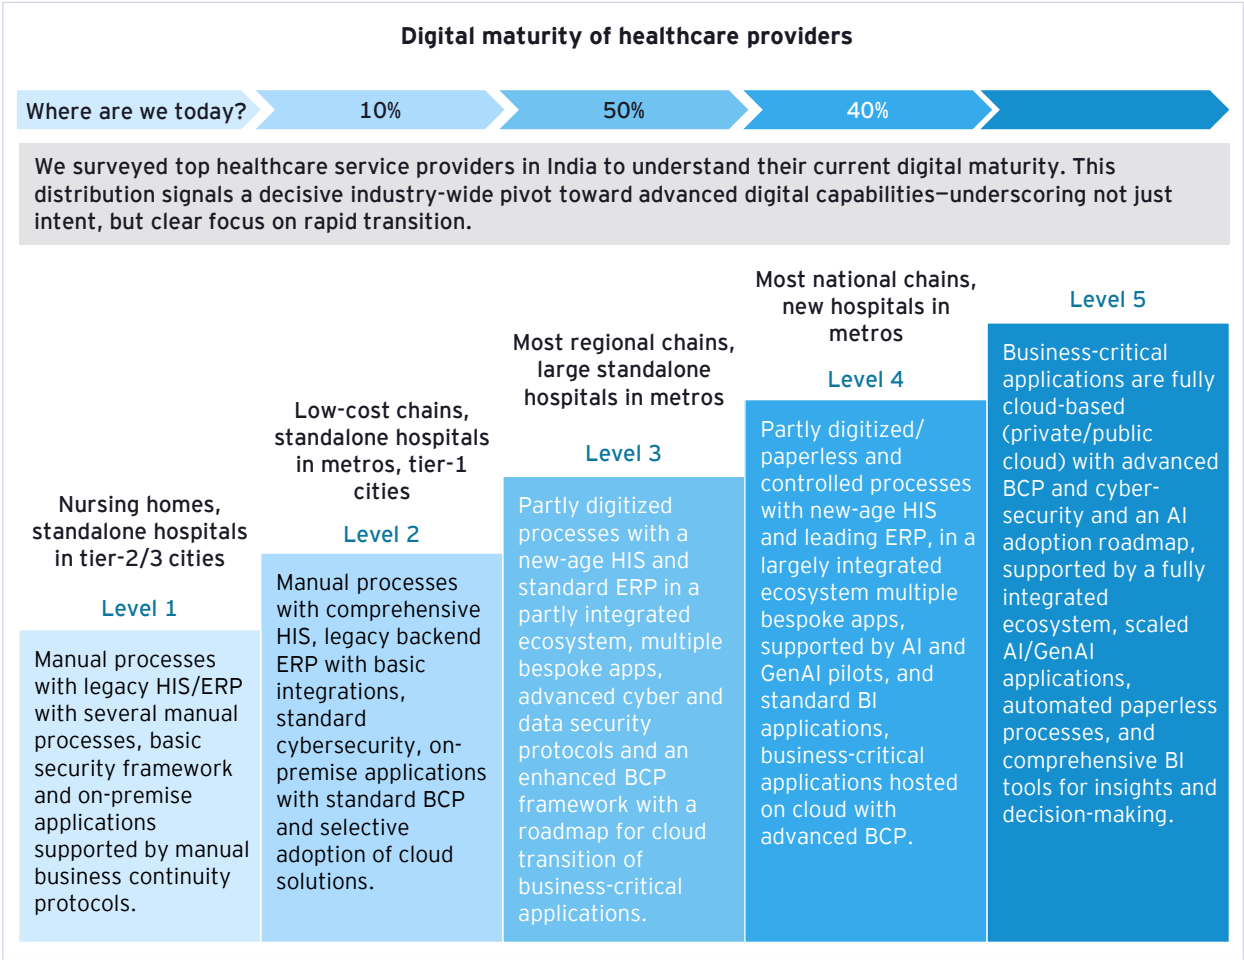 Digital maturity of healthcare providers
Where are we today?
10%
50%
40%
We surveyed top healthcare service providers in India to understand their current digital maturity. This
distribution signals a decisive industry-wide pivot toward advanced digital capabilities—underscoring not just
intent, but clear focus on rapid transition.
Nursing homes,
standalone hospitals
in tier-2/3 cities
Level 1
Manual processes
with legacy HIS/ERP
with several manual
processes, basic
security framework
and on-premise
applications
supported by manual
business continuity
protocols.
Low-cost chains,
standalone hospitals
in metros, tier-1
cities
Level 2
Manual processes
with comprehensive
HIS, legacy backend
ERP with basic
integrations,
standard
cybersecurity, on-
premise applications
with standard BCP
and selective
adoption of cloud
solutions.
Most regional chains,
large standalone
hospitals in metros
Level 3
Partly digitized
processes with a
new-age HIS and
standard ERP in a
partly integrated
ecosystem, multiple
bespoke apps,
advanced cyber and
data security
protocols and an
enhanced BCP
framework with a
roadmap for cloud
transition of
business-critical
applications.
Most national chains,
new hospitals in
metros
Level 4
Partly digitized/
paperless and
controlled processes
with new-age HIS
and leading ERP, in a
largely integrated
ecosystem multiple
bespoke apps,
supported by AI and
GenAI pilots, and
standard BI
applications,
business-critical
applications hosted
on cloud with
advanced BCP.
Level 5
Business-critical
applications are fully
cloud-based
(private/public
cloud) with advanced
BCP and cyber-
security and an AI
adoption roadmap,
supported by a fully
integrated
ecosystem, scaled
AI/GenAI
applications,
automated paperless
processes, and
comprehensive BI
tools for insights and
decision-making.